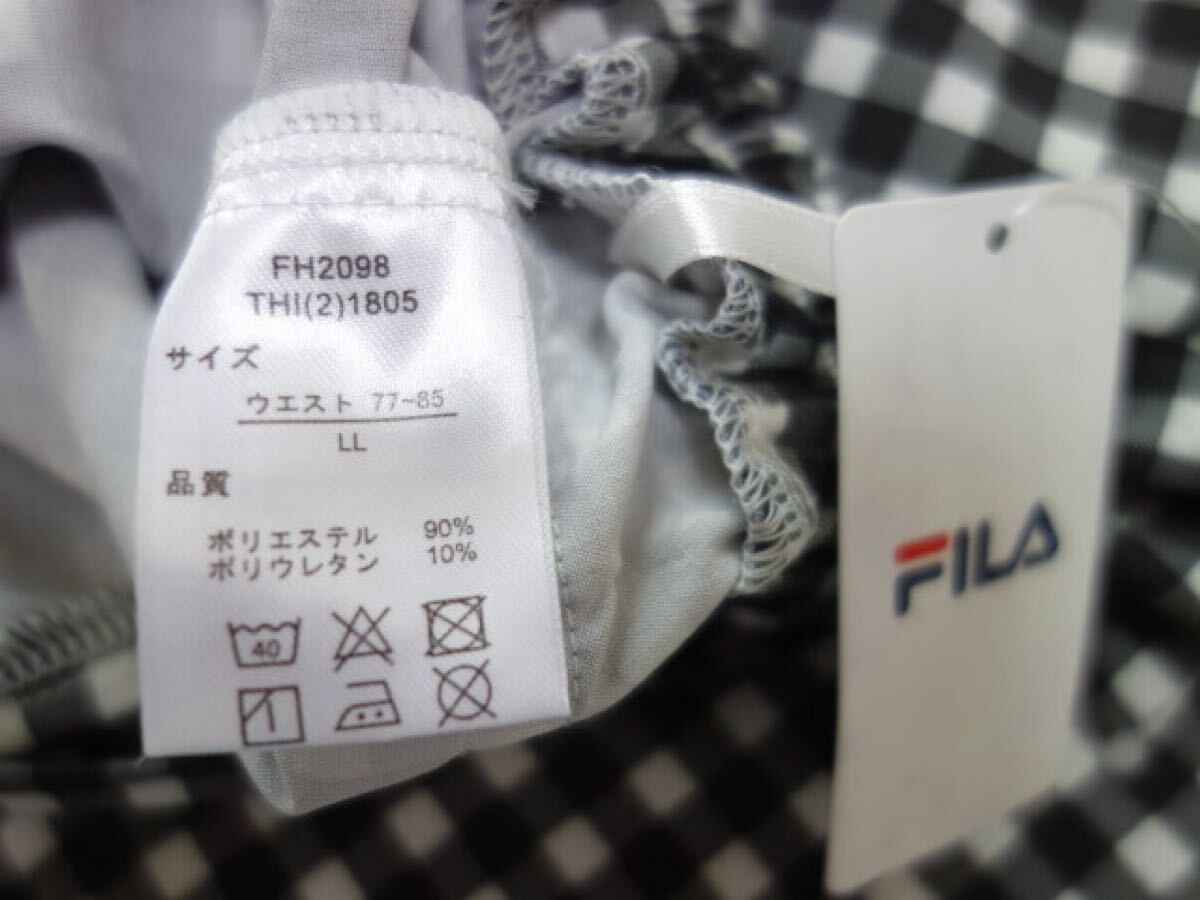 FH2098
THI(2)1805
サイズ
ウエスト 77~85
LL
品質
ポリエステル 90%
ポリウレタン 10%
40
FILA